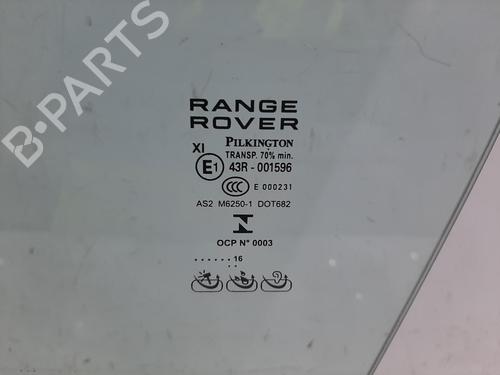 RANGE
ROVER
PILKINGTON
XI
TRANSP. 70% min.
E1 43R - 001596
CCC E 000231
AS2 M6250-1 DOT682
OCP N° 0003
...... 16
..
B-PARTS